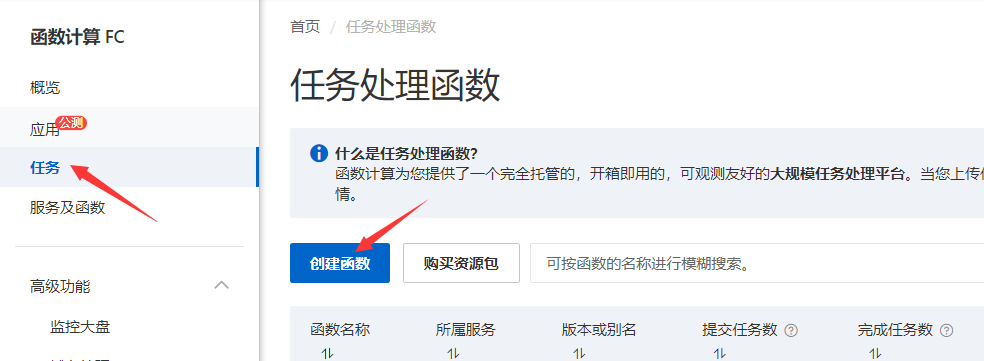 函数计算 FC
概览
应用 公测
任务
服务及函数
高级功能
监控大盘
首页 / 任务处理函数
任务处理函数
什么是任务处理函数?
函数计算为您提供了一个完全托管的，开箱即用的，可观测友好的大规模任务处理平台。当您上传
情。
创建函数
购买资源包
可按函数的名称进行模糊搜索。
函数名称 所属服务 版本或别名 提交任务数 完成任务数